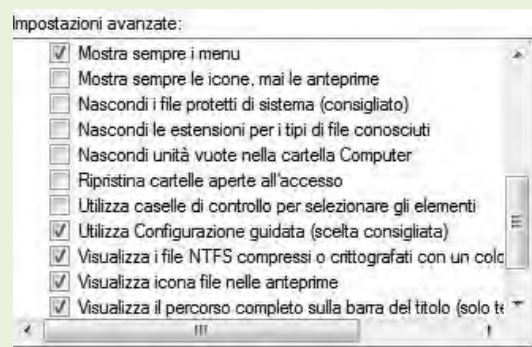 Impostazioni avanzate:
Mostra sempre i menu
Mostra sempre le icone, mai le anteprime
Nascondi i file protetti di sistema (consigliato)
Nascondi le estensioni per i tipi di file conosciuti
Nascondi unità vuote nella cartella Computer
Ripristina cartelle aperte all'accesso
Utilizza caselle di controllo per selezionare gli elementi
Utilizza Configurazione guidata (scelta consigliata)
Visualizza i file NTFS compressi o crittografati con un colo
Visualizza icona file nelle anteprime
Visualizza il percorso completo sulla barra del titolo (solo te